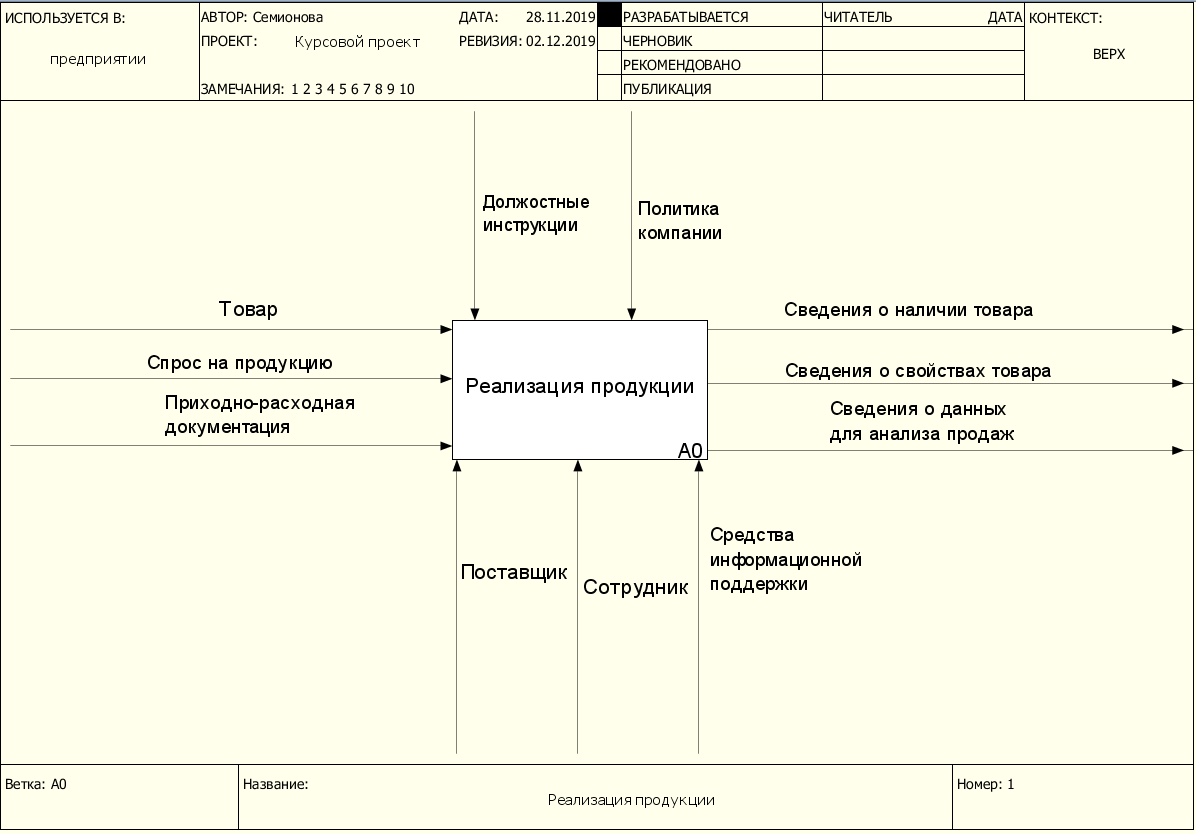 ИСПОЛЬЗУЕТСЯ В:
предприятии
АВТОР: Семионова
ДАТА: 28.11.2019
ПРОЕКТ: Курсовой проект
РЕВИЗИЯ: 02.12.2019
ЗАМЕЧАНИЯ: 1 2 3 4 5 6 7 8 9 10
РАЗРАБАТЫВАЕТСЯ
ЧЕРНОВИК
РЕКОМЕНДОВАНО
ПУБЛИКАЦИЯ
ЧИТАТЕЛЬ
ДАТА
КОНТЕКСТ:
ВЕРХ
Должостные
инструкции
Политика
компании
Товар
Спрос на продукцию
Приходно-расходная
документация
Реализация продукции
A0
Сведения о наличии товара
Сведения о свойствах товара
Сведения о данных
для анализа продаж
Поставщик
Сотрудник
Средства
информационной
поддержки
Ветка: A0
Название:
Реализация продукции
Номер: 1